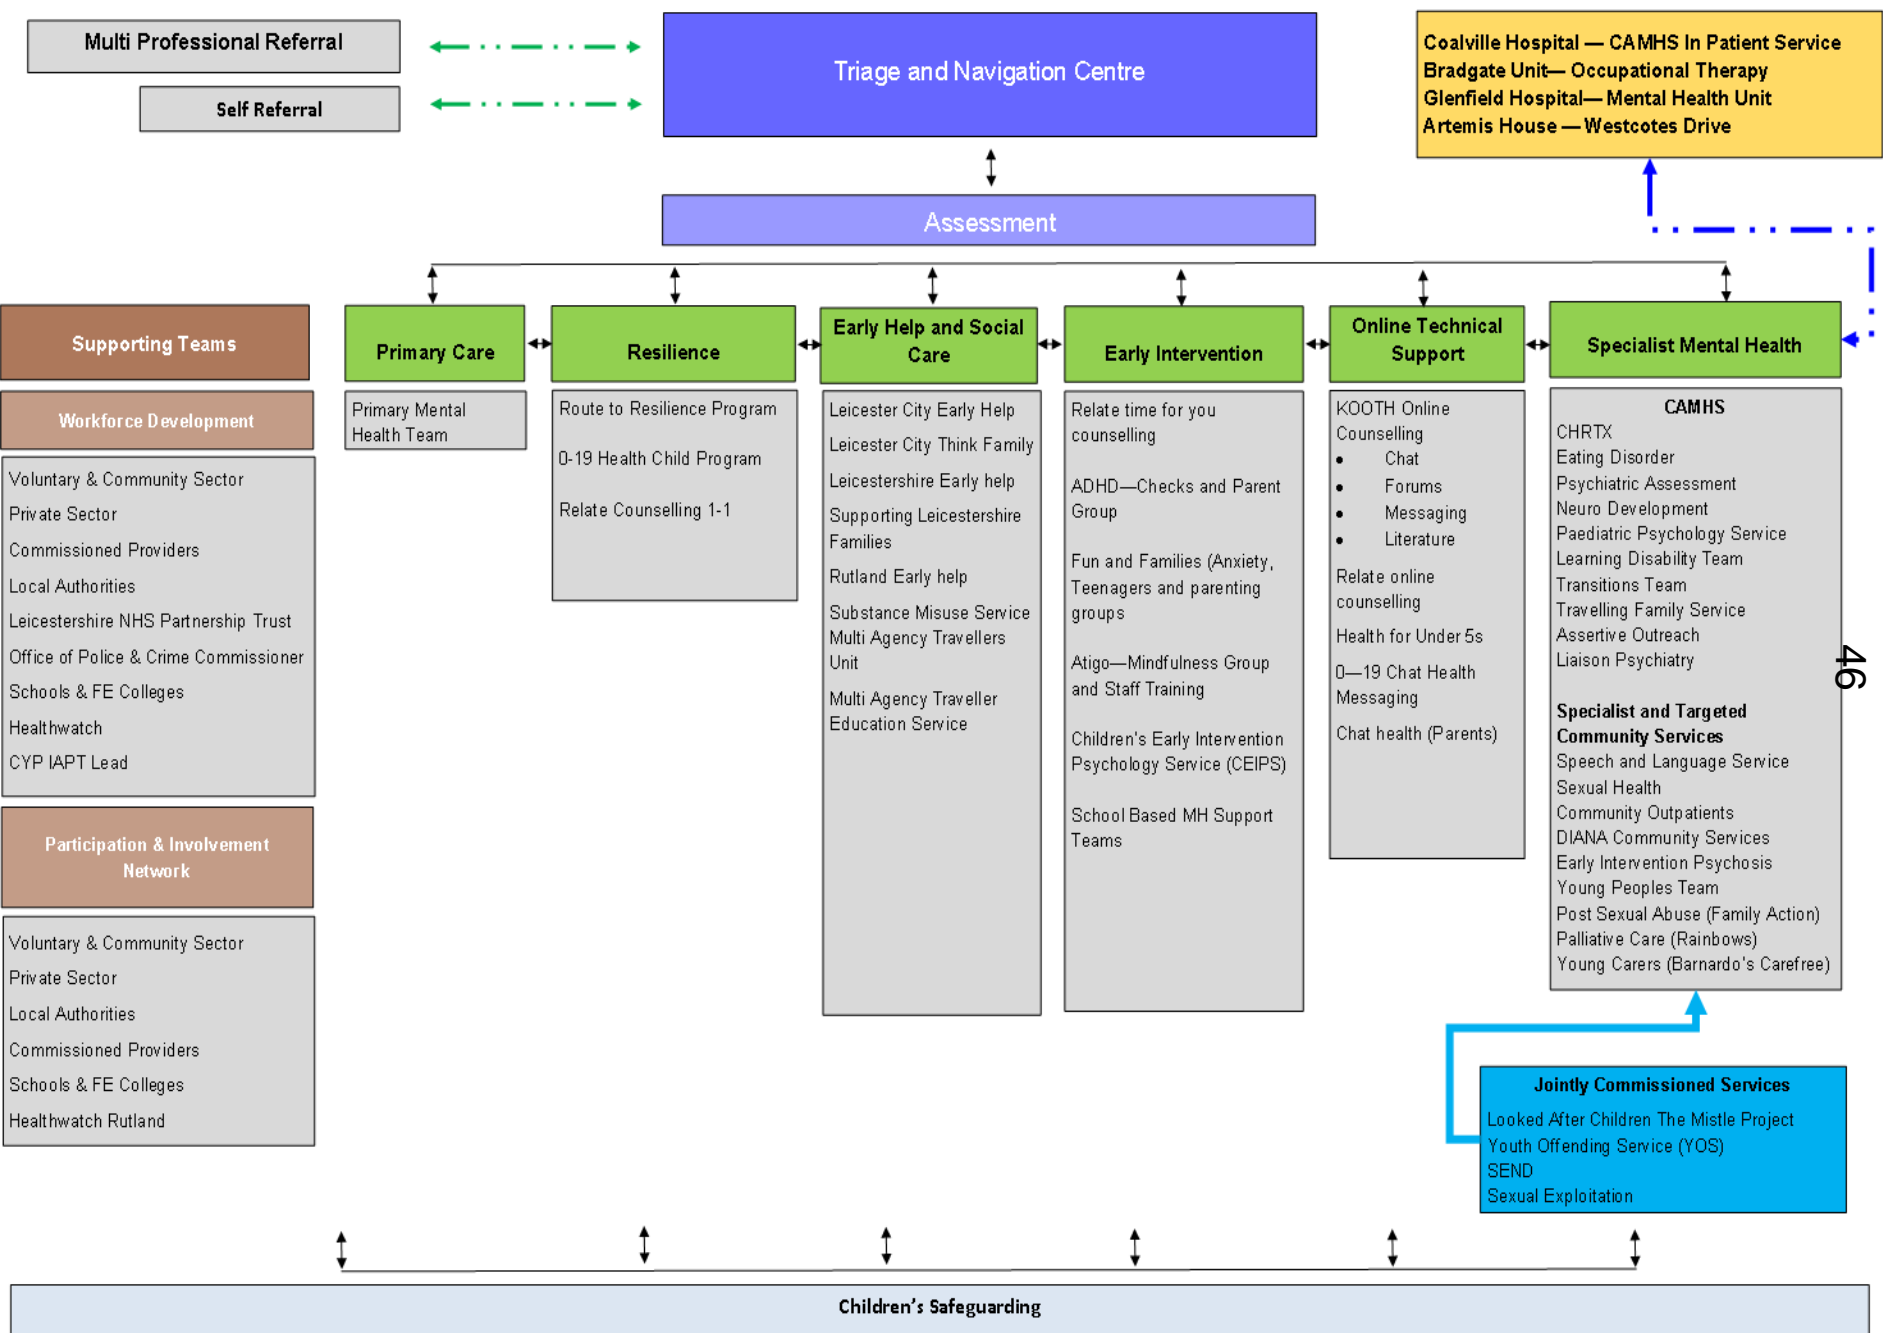 Multi Professional Referral
Self Referral
Triage and Navigation Centre
Coalville Hospital — CAMHS In Patient Service
Bradgate Unit— Occupational Therapy
Glenfield Hospital— Mental Health Unit
Artemis House — Westcotes Drive
Assessment
Supporting Teams
Workforce Development
Voluntary & Community Sector
Private Sector
Commissioned Providers
Local Authorities
Leicestershire NHS Partnership Trust
Office of Police & Crime Commissioner
Schools & FE Colleges
Healthwatch
CYP IAPT Lead
Participation & Involvement
Network
Voluntary & Community Sector
Private Sector
Local Authorities
Commissioned Providers
Schools & FE Colleges
Healthwatch Rutland
Primary Care
Primary Mental
Health Team
Resilience
Route to Resilience Program
0-19 Health Child Program
Relate Counselling 1-1
Early Help and Social
Care
Leicester City Early Help
Leicester City Think Family
Leicestershire Early help
Supporting Leicestershire
Families
Rutland Early help
Substance Misuse Service
Multi Agency Travellers
Unit
Multi Agency Traveller
Education Service
Early Intervention
Relate time for you
counselling
ADHD—Checks and Parent
Group
Fun and Families (Anxiety,
Teenagers and parenting
groups
Atigo—Mindfulness Group
and Staff Training
Children's Early Intervention
Psychology Service (CEIPS)
School Based MH Support
Teams
Online Technical
Support
KOOTH Online
Counselling
• Chat
• Forums
• Messaging
• Literature
Relate online
counselling
Health for Under 5s
0—19 Chat Health
Messaging
Chat health (Parents)
Specialist Mental Health
CAMHS
CHRTX
Eating Disorder
Psychiatric Assessment
Neuro Development
Paediatric Psychology Service
Learning Disability Team
Transitions Team
Travelling Family Service
Assertive Outreach
Liaison Psychiatry
Specialist and Targeted
Community Services
Speech and Language Service
Sexual Health
Community Outpatients
DIANA Community Services
Early Intervention Psychosis
Young Peoples Team
Post Sexual Abuse (Family Action)
Palliative Care (Rainbows)
Young Carers (Barnardo's Carefree)
46
Jointly Commissioned Services
Looked After Children The Mistle Project
Youth Offending Service (YOS)
SEND
Sexual Exploitation
Children's Safeguarding